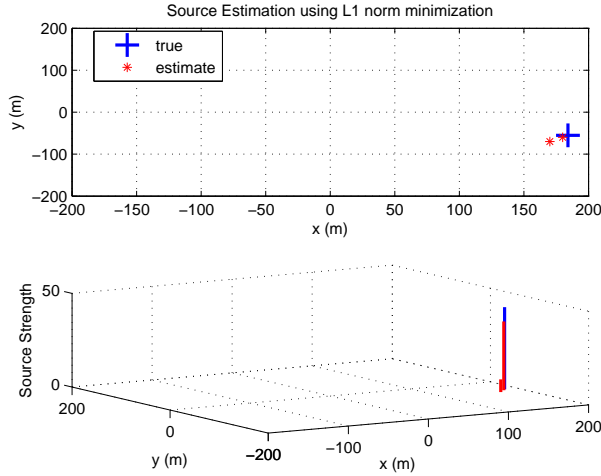 Source Estimation using L1 norm minimization
200
100
0
−100
−200
y (m)
true
estimate
−200 −150 −100 −50 0 50 100 150 200
x (m)
50
0
Source Strength
200
0
−200
y (m)
−200
−100
0
100
200
x (m)